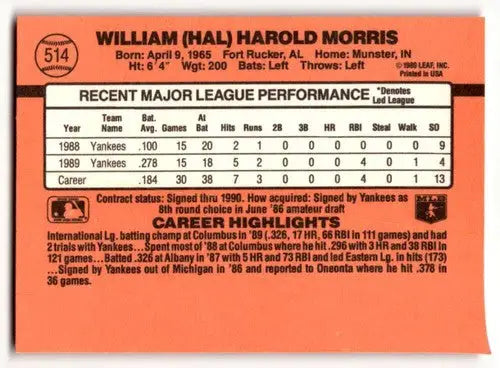 514
WILLIAM (HAL) HAROLD MORRIS
Born: April 9, 1965 Fort Rucker, AL Home: Munster, IN
Ht: 6'4" Wgt: 200 Bats: Left Throws: Left
© 1989 LEAF, INC.
Printed in USA
RECENT MAJOR LEAGUE PERFORMANCE *Denotes Led League
Year Team Name Bat. Avg. Games At Bat Hits Runs 2B 3B HR RBI Steal Walk SO
1988 Yankees .100 15 20 2 1 0 0 0 0 0 0 9
1989 Yankees .278 15 18 5 2 0 0 0 4 0 1 4
Career .184 30 38 7 3 0 0 0 4 0 1 13
Contract status: Signed thru 1990. How acquired: Signed by Yankees as
8th round choice in June '86 amateur draft
CAREER HIGHLIGHTS
International Lg. batting champ at Columbus in '89 (.326, 17 HR, 66 RBI in 111 games) and had
2 trials with Yankees...Spent most of '88 at Columbus where he hit .296 with 3 HR and 38 RBI in
121 games...Batted .326 at Albany in '87 with 5 HR and 73 RBI and led Eastern Lg. in hits (173)
...Signed by Yankees out of Michigan in '86 and reported to Oneonta where he hit .378 in
36 games.
MLB